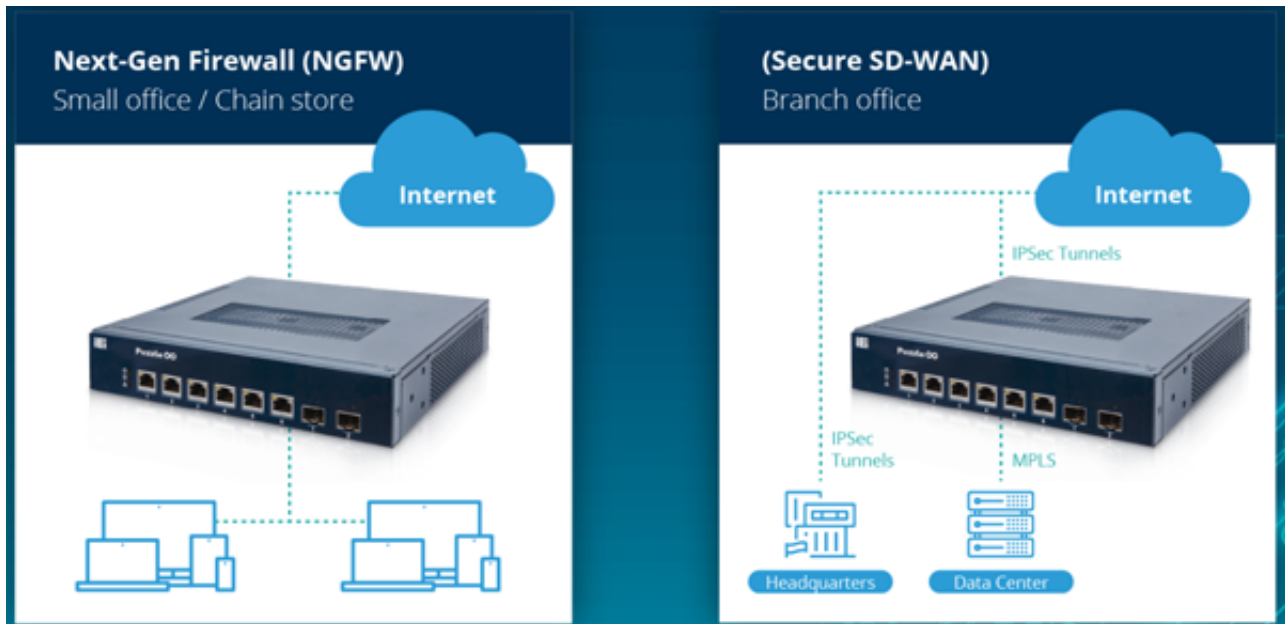 Next-Gen Firewall (NGFW)
Small office / Chain store
Internet
(Secure SD-WAN)
Branch office
Internet
IPSec Tunnels
IPSec
Tunnels
MPLS
Headquarters
Data Center